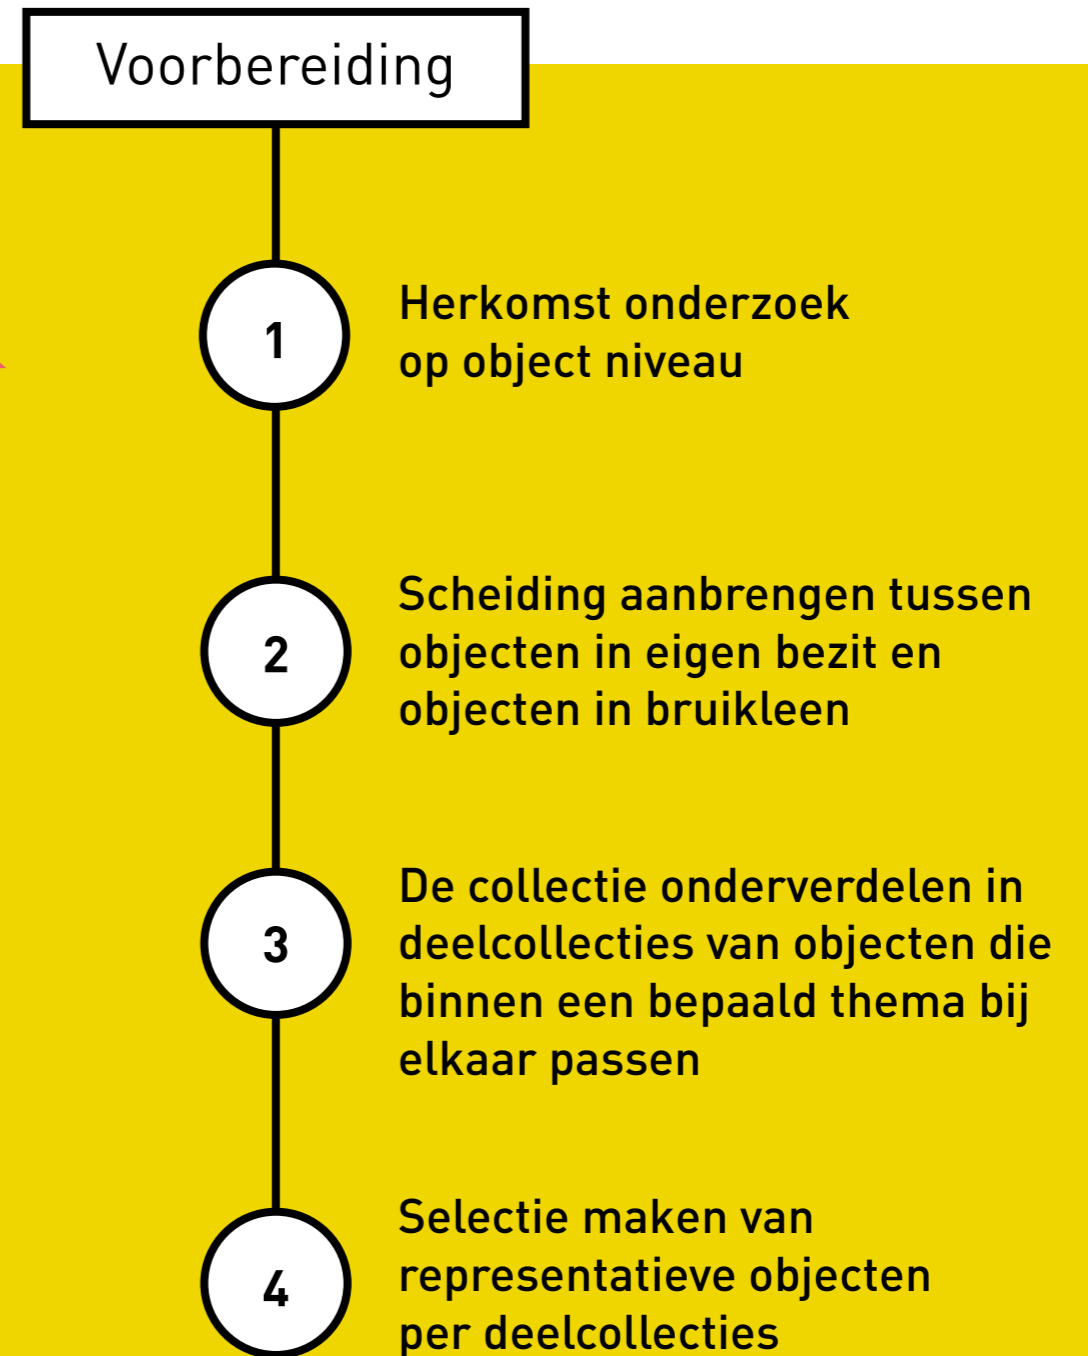 Voorbereiding
1
Herkomst onderzoek
op object niveau
2
Scheiding aanbrengen tussen
objecten in eigen bezit en
objecten in bruikleen
3
De collectie onderverdelen in
deelcollecties van objecten die
binnen een bepaald thema bij
elkaar passen
4
Selectie maken van
representatieve objecten
per deelcollecties